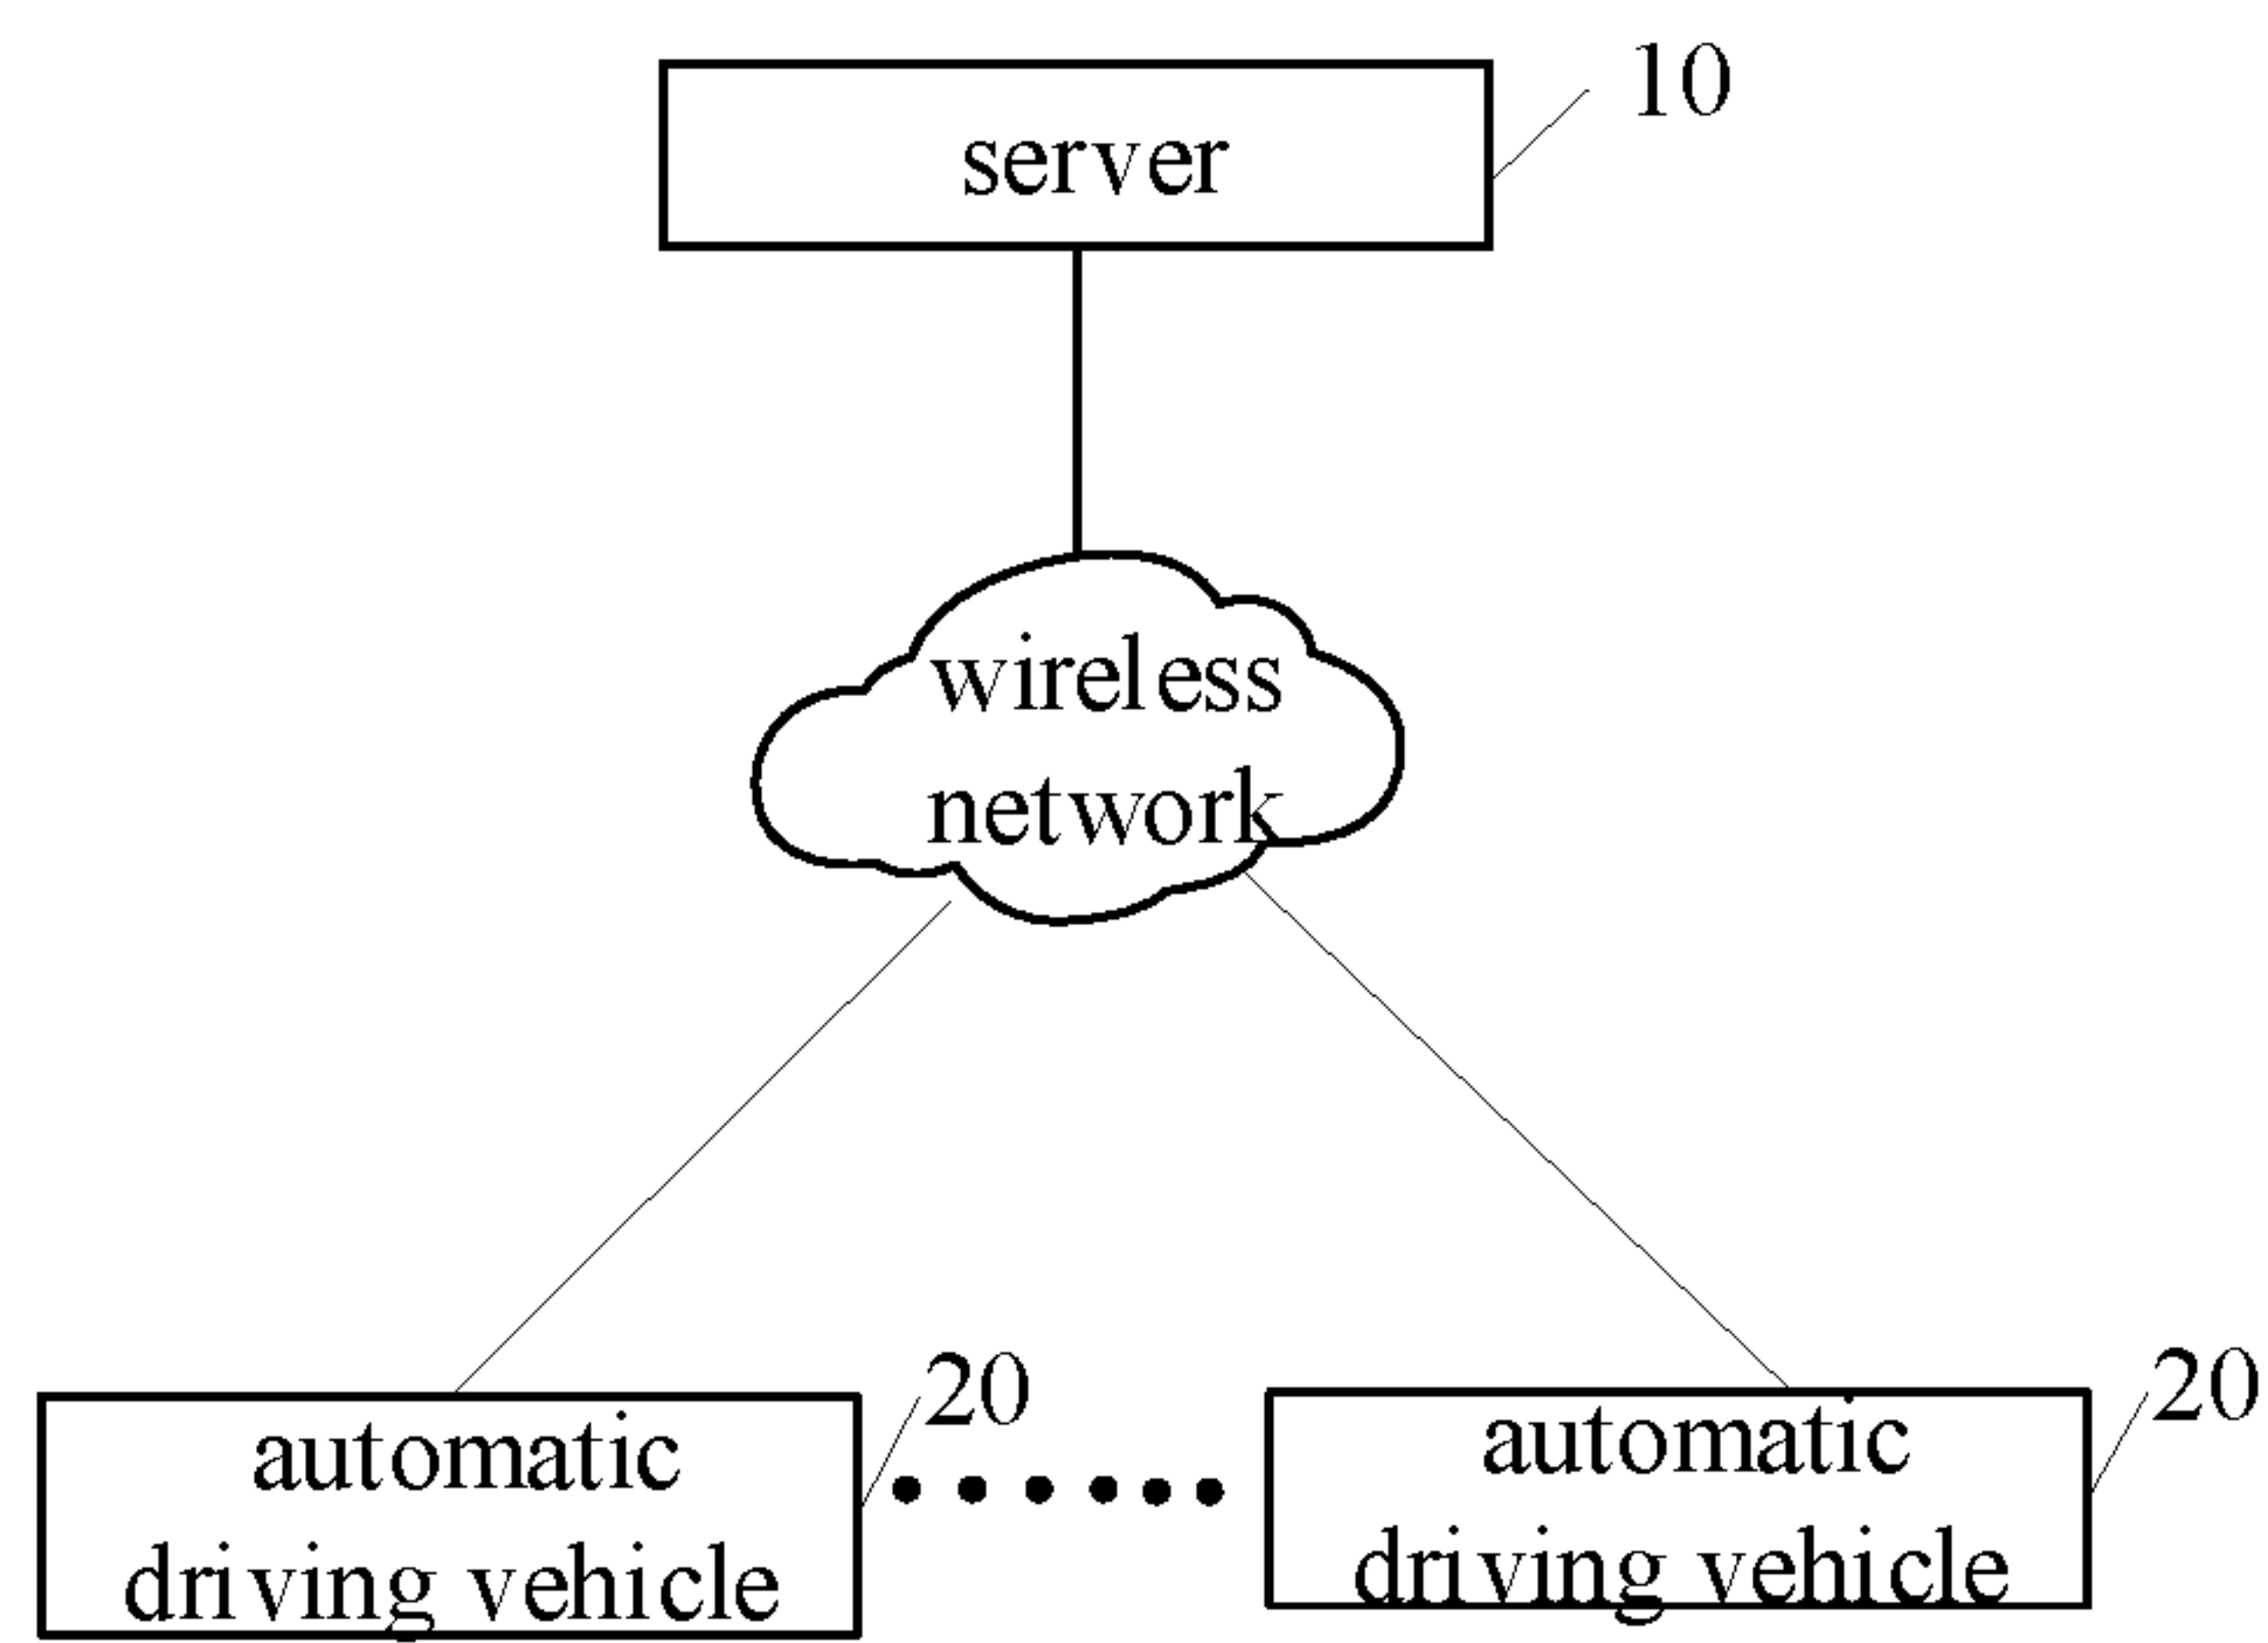 10
server
wireless
network
20
automatic
driving vehicle
20
automatic
driving vehicle